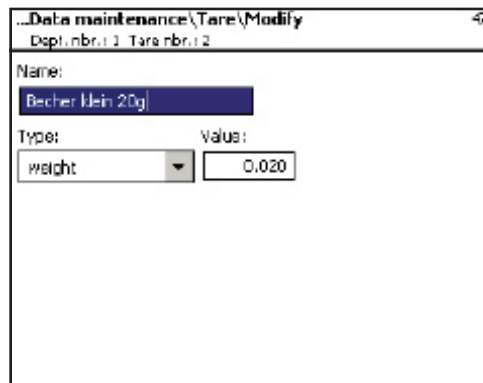 ...Data maintenance\Tare\Modify
Dept. nbr.: 1 Tare nbr.: 2
Name:
Becher klein 20g
Type: Value:
weight 0.020